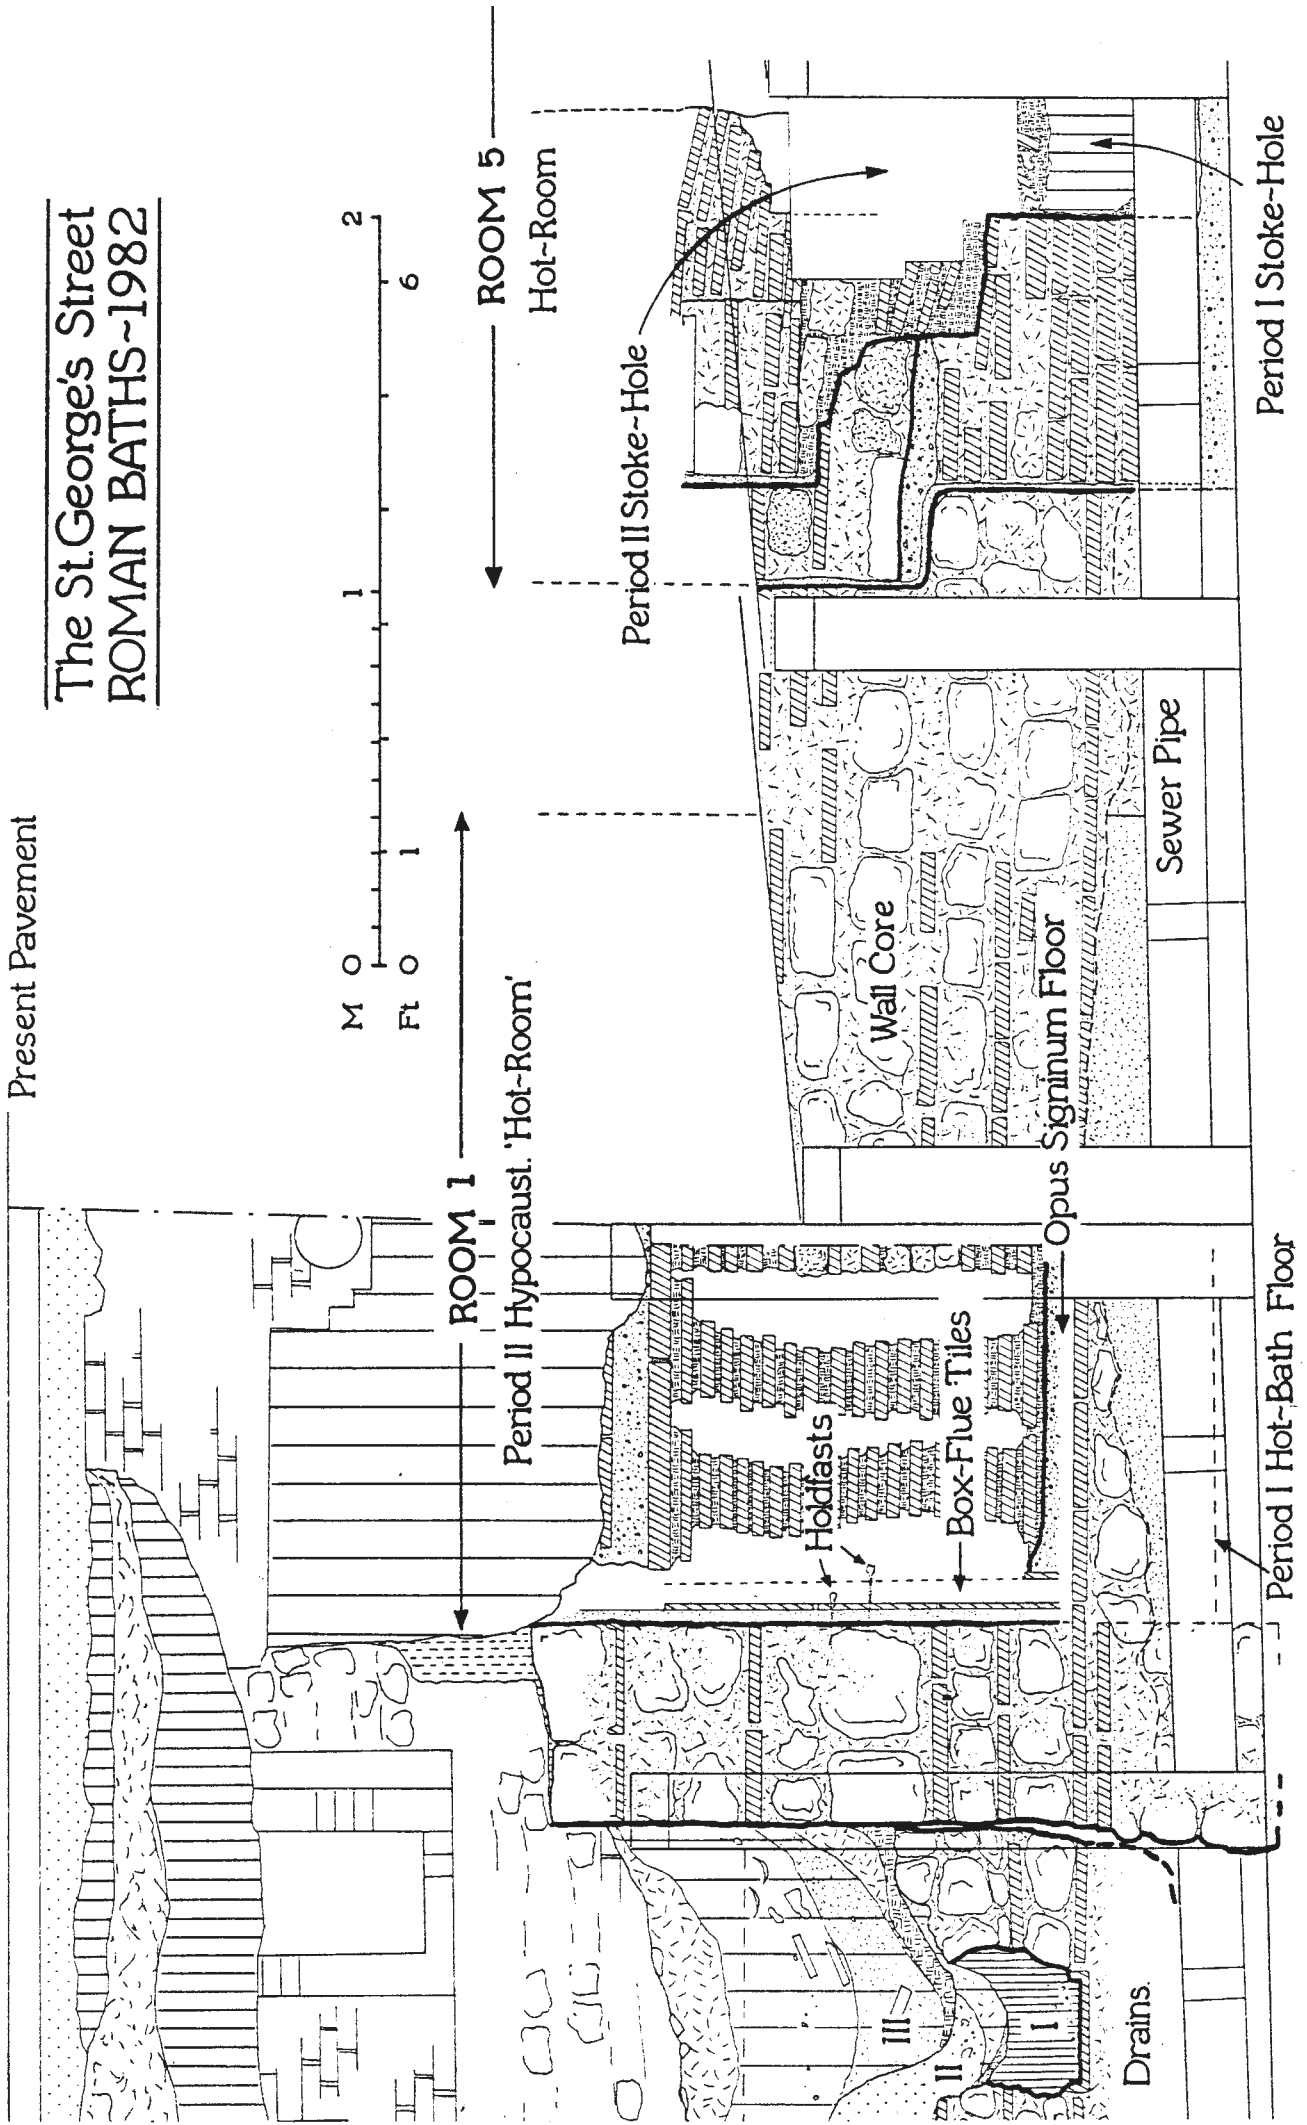 The St.George's Street
ROMAN BATHS~1982
Present Pavement
M 0 1 2
Ft 0 1 6
ROOM 1
Period II Hypocaust. 'Hot~Room'
ROOM 5
Hot~Room
Period II Stoke~Hole
Wall Core
Holdfasts
Box~Flue Tiles
Opus Signinum Floor
Sewer Pipe
III
II
I
Drains.
Period I Hot~Bath Floor
Period I Stoke~Hole